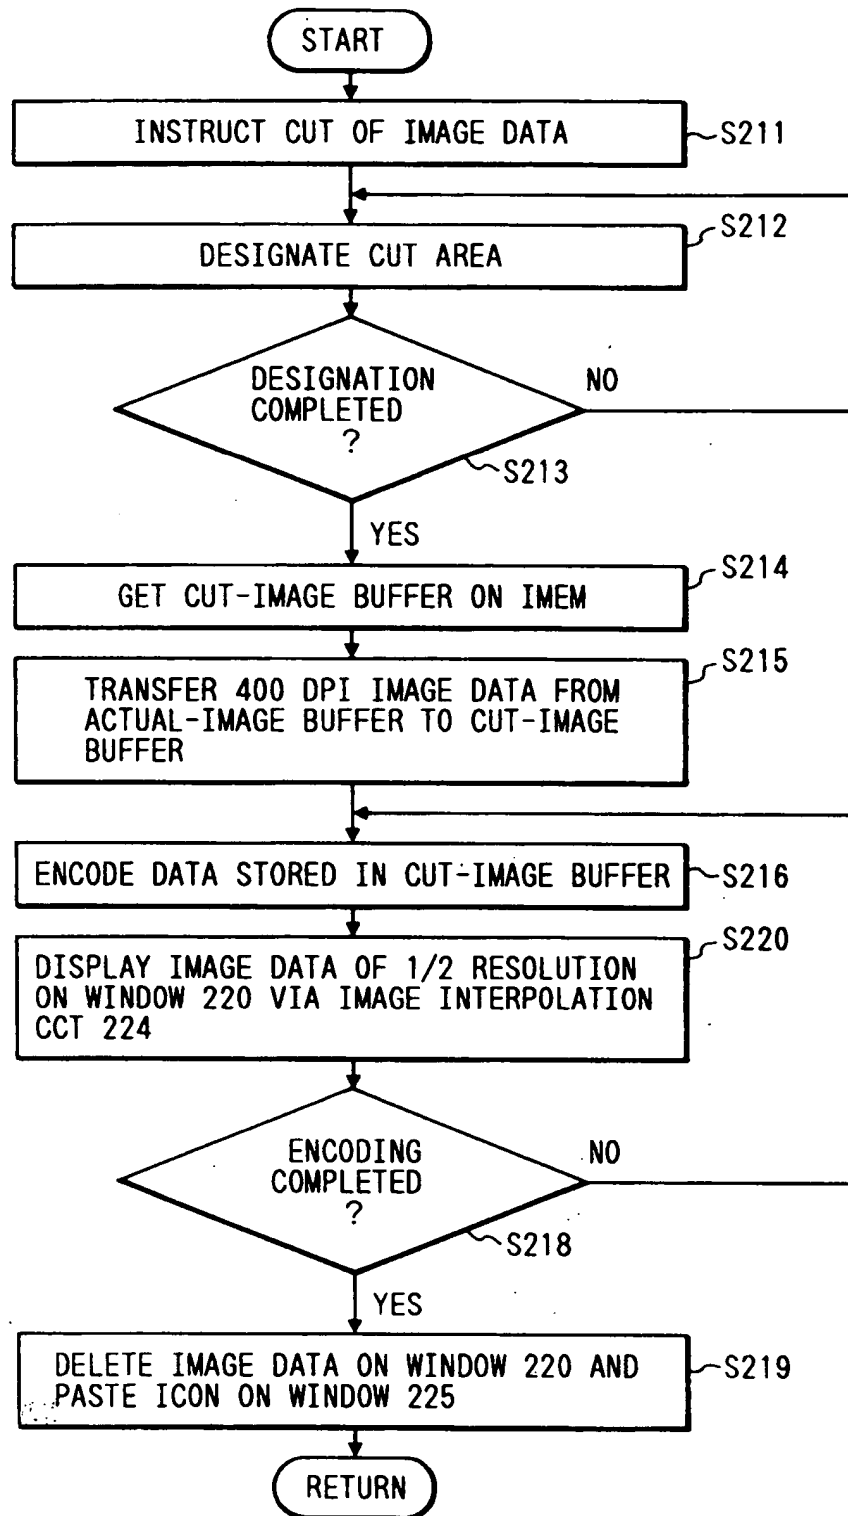 START
INSTRUCT CUT OF IMAGE DATA
S211
S212
DESIGNATE CUT AREA
DESIGNATION
COMPLETED
?
NO
S213
YES
S214
GET CUT-IMAGE BUFFER ON IMEM
S215
TRANSFER 400 DPI IMAGE DATA FROM
ACTUAL-IMAGE BUFFER TO CUT-IMAGE
BUFFER
ENCODE DATA STORED IN CUT-IMAGE BUFFER
S216
S220
DISPLAY IMAGE DATA OF 1/2 RESOLUTION
ON WINDOW 220 VIA IMAGE INTERPOLATION
CCT 224
ENCODING
COMPLETED
?
NO
S218
YES
DELETE IMAGE DATA ON WINDOW 220 AND
PASTE ICON ON WINDOW 225
S219
RETURN